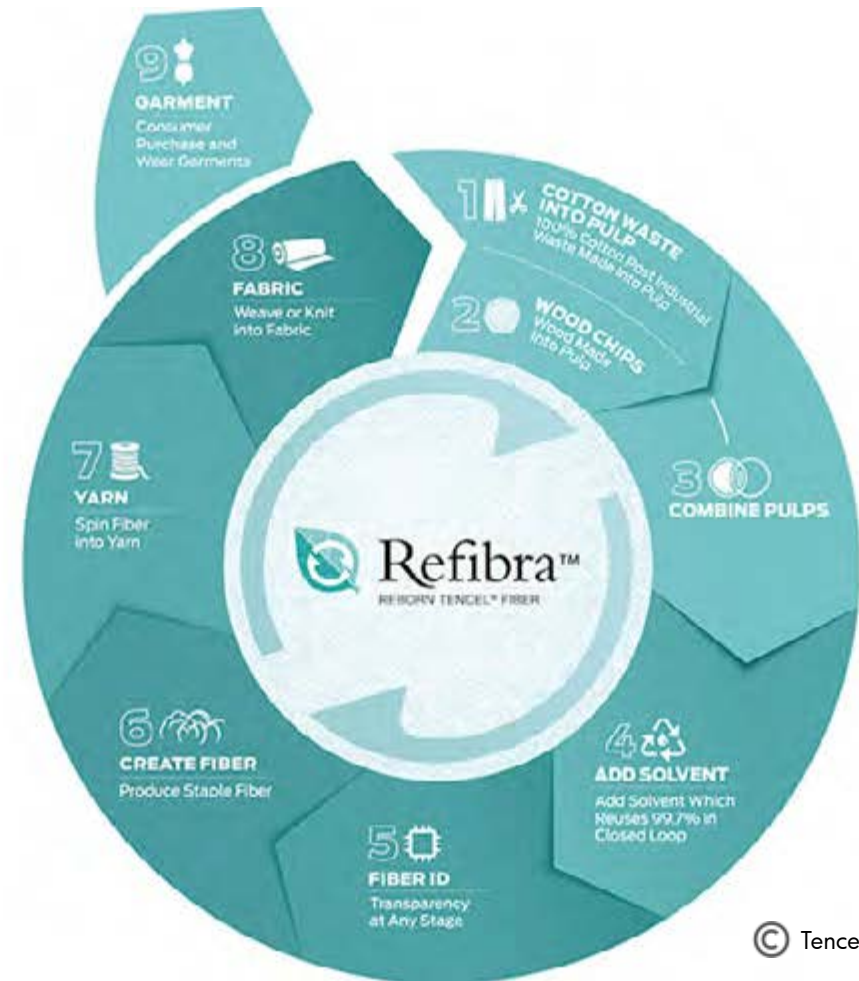 9
GARMENT
Consumer
Purchase and
Wear Garments
1
COTTON WASTE
INTO PULP
100% Cotton Post Industrial
Waste Made Into Pulp
2
WOOD CHIPS
Wood Made
Into Pulp
3
COMBINE PULPS
4
ADD SOLVENT
Add Solvent Which
Reuses 99.7% in
Closed Loop
5
FIBER ID
Transparency
at Any Stage
6
CREATE FIBER
Produce Staple Fiber
7
YARN
Spin Fiber
into Yarn
8
FABRIC
Weave or Knit
into Fabric
Refibra™
REBORN TENCEL® FIBER
© Tence